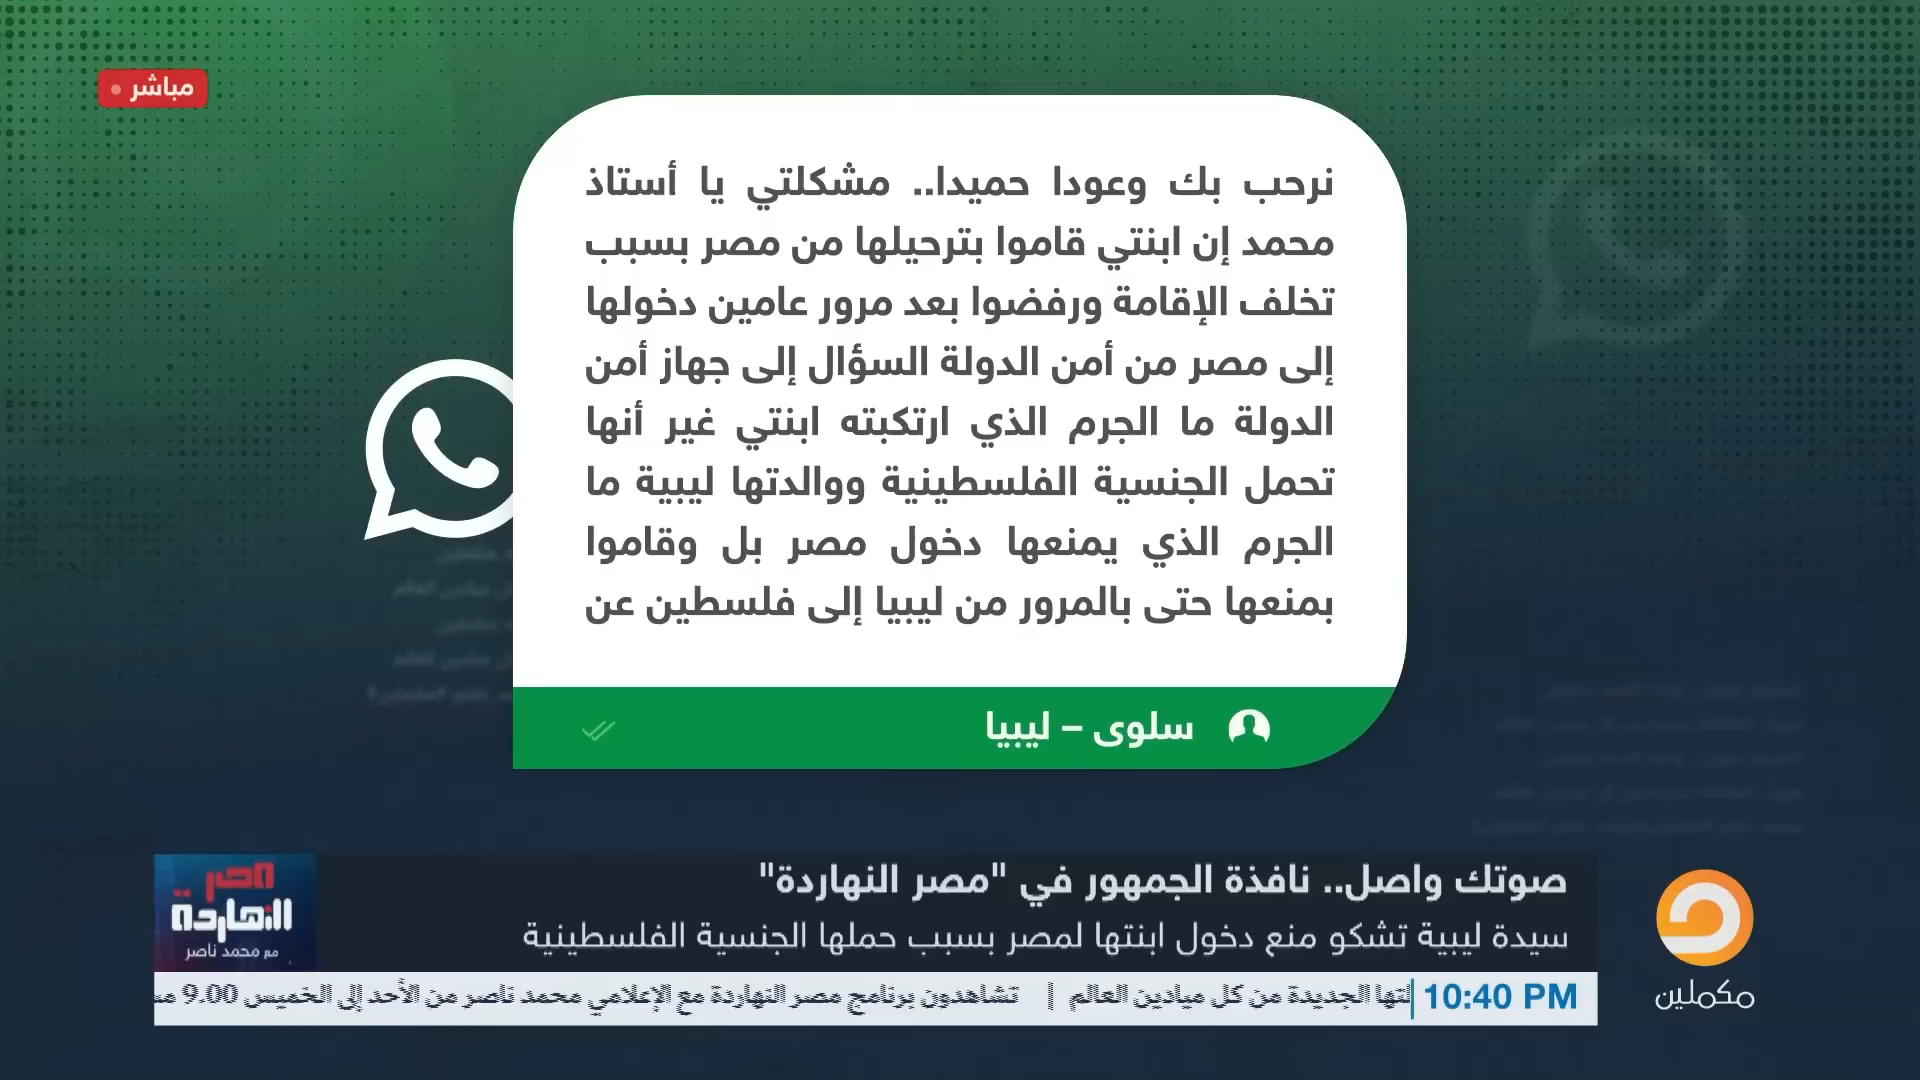 مباشر
نرحب بك وعودا حميدا.. مشكلتي يا أستاذ
محمد إن ابنتي قاموا بترحيلها من مصر بسبب
تخلف الإقامة ورفضوا بعد مرور عامين دخولها
إلى مصر من أمن الدولة السؤال إلى جهاز أمن
الدولة ما الجرم الذي ارتكبته ابنتي غير أنها
تحمل الجنسية الفلسطينية ووالدتها ليبية ما
الجرم الذي يمنعها دخول مصر بل وقاموا
بمنعها حتى بالمرور من ليبيا إلى فلسطين عن
سلوى – ليبيا
صوتك واصل.. نافذة الجمهور في "مصر النهاردة"
سيدة ليبية تشكو منع دخول ابنتها لمصر بسبب حملها الجنسية الفلسطينية
مصر
النهاردة
مع محمد ناصر
10:40 PM
الجديدة من كل ميادين العالم | تشاهدون برنامج مصر النهاردة مع الإعلامي محمد ناصر من الأحد إلى الخميس 9.00
مكملين